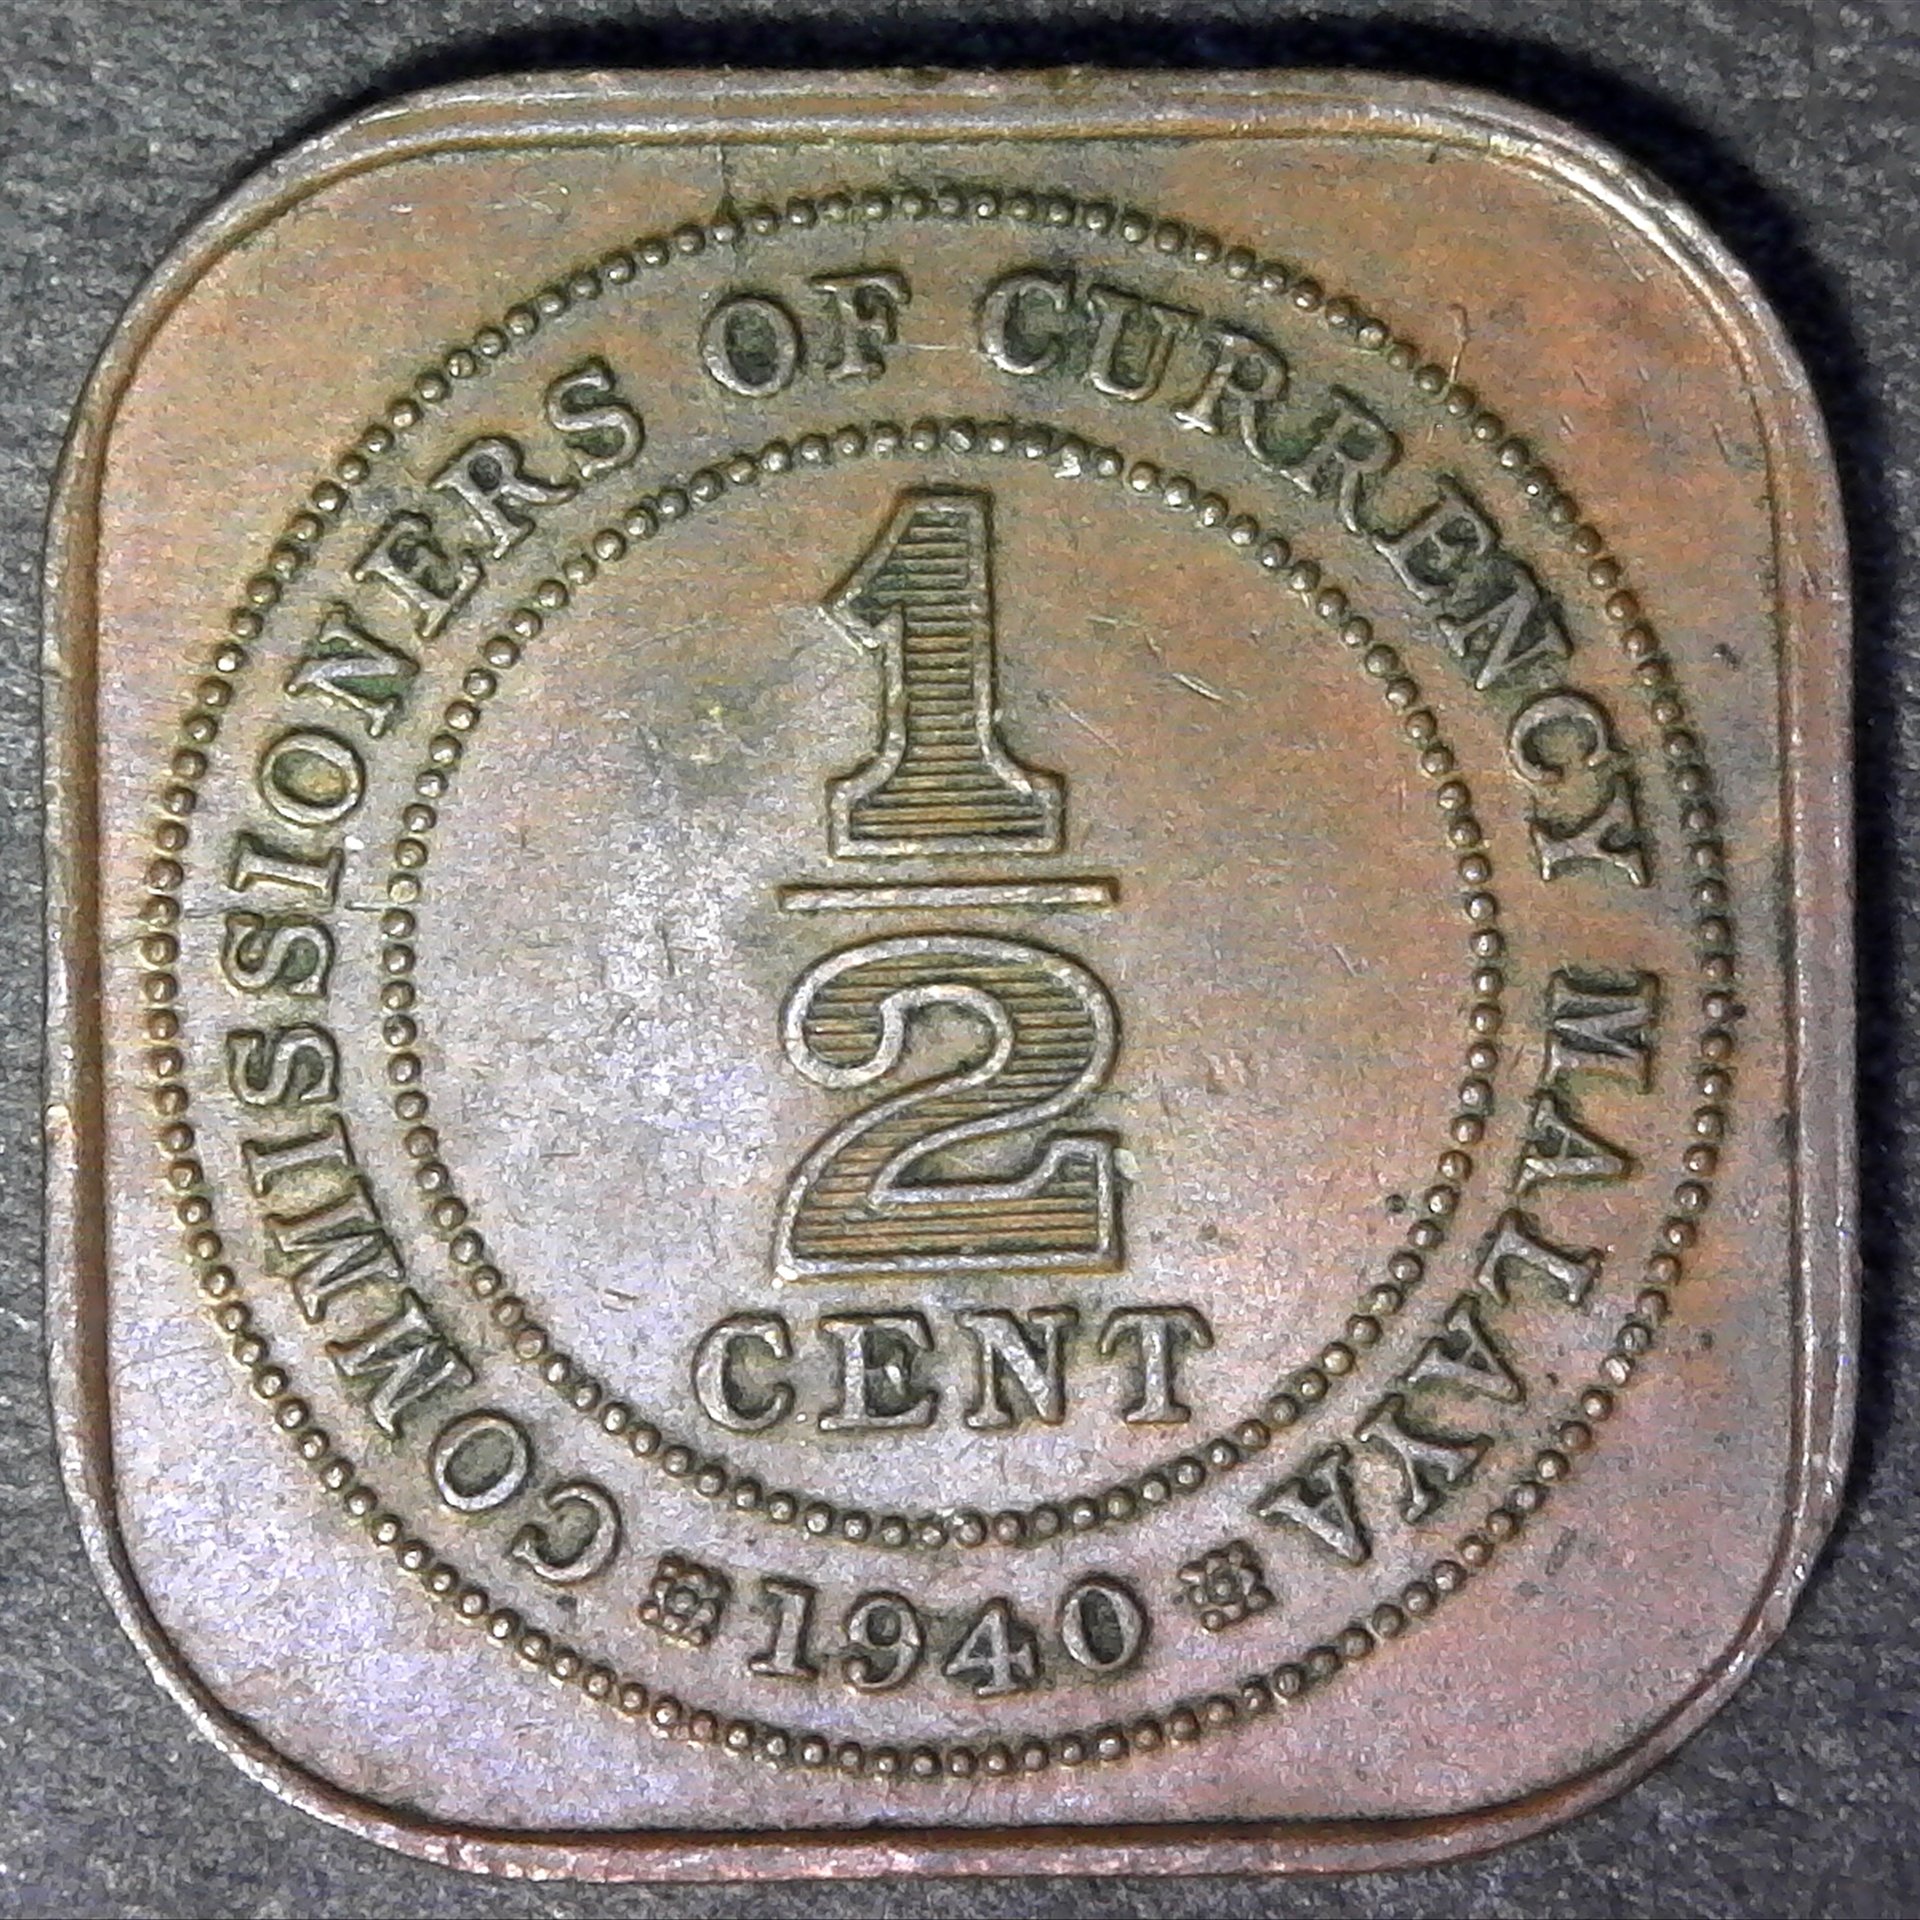 COMMISSIONERS OF CURRENCY MALAYA
1
2
CENT
1940